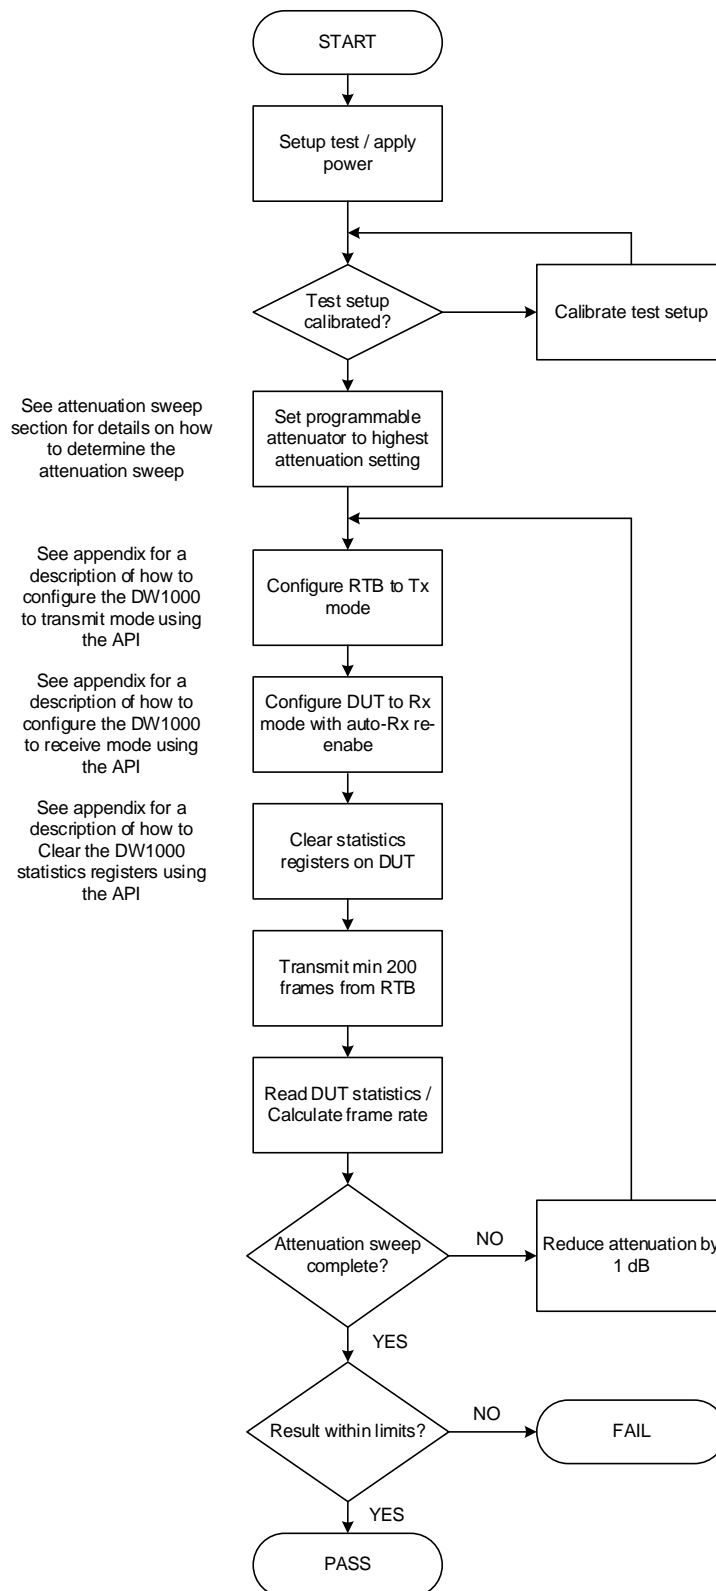 START
Setup test / apply
power
Test setup
calibrated?
Calibrate test setup
See attenuation sweep
section for details on how
to determine the
attenuation sweep
Set programmable
attenuator to highest
attenuation setting
See appendix for a
description of how to
configure the DW1000
to transmit mode using
the API
Configure RTB to Tx
mode
See appendix for a
description of how to
configure the DW1000
to receive mode using
the API
Configure DUT to Rx
mode with auto-Rx re-
enabe
See appendix for a
description of how to
Clear the DW1000
statistics registers using
the API
Clear statistics
registers on DUT
Transmit min 200
frames from RTB
Read DUT statistics /
Calculate frame rate
Attenuation sweep
complete?
NO
Reduce attenuation by
1 dB
YES
Result within limits?
NO
FAIL
YES
PASS